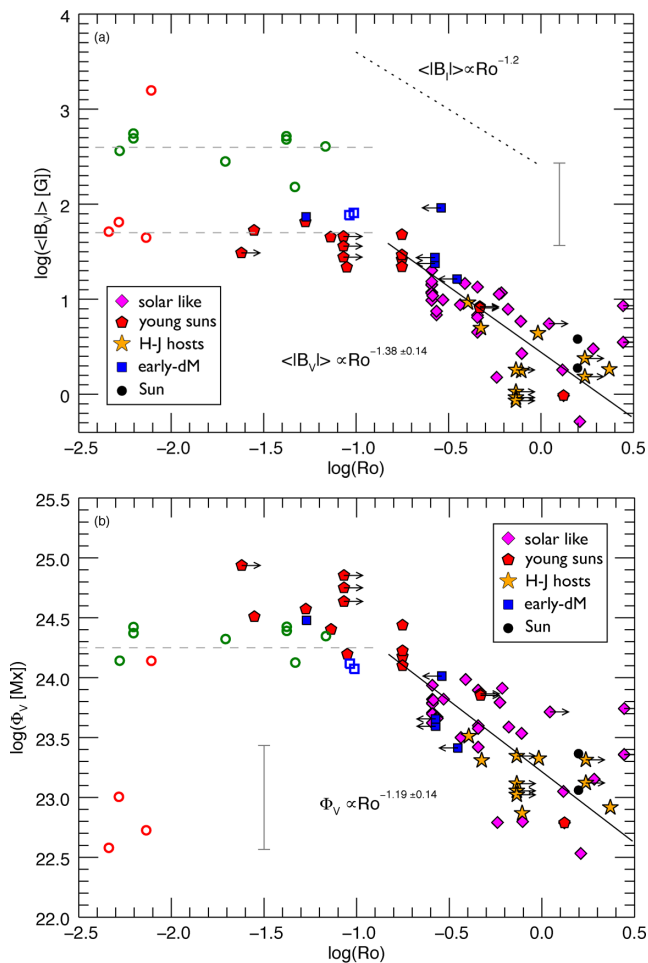 (a)
4
3
2
1
0
log(<|B_V|> [G])
<|B_I|>∝Ro^−1.2
solar like
young suns
H-J hosts
early-dM
Sun
<|B_V|> ∝Ro^−1.38 ±0.14
−2.5 −2.0 −1.5 −1.0 −0.5 0.0 0.5
log(Ro)
(b)
25.5
25.0
24.5
24.0
23.5
23.0
22.5
22.0
log(Φ_V [Mx])
solar like
young suns
H-J hosts
early-dM
Sun
Φ_V ∝Ro^−1.19 ±0.14
−2.5 −2.0 −1.5 −1.0 −0.5 0.0 0.5
log(Ro)